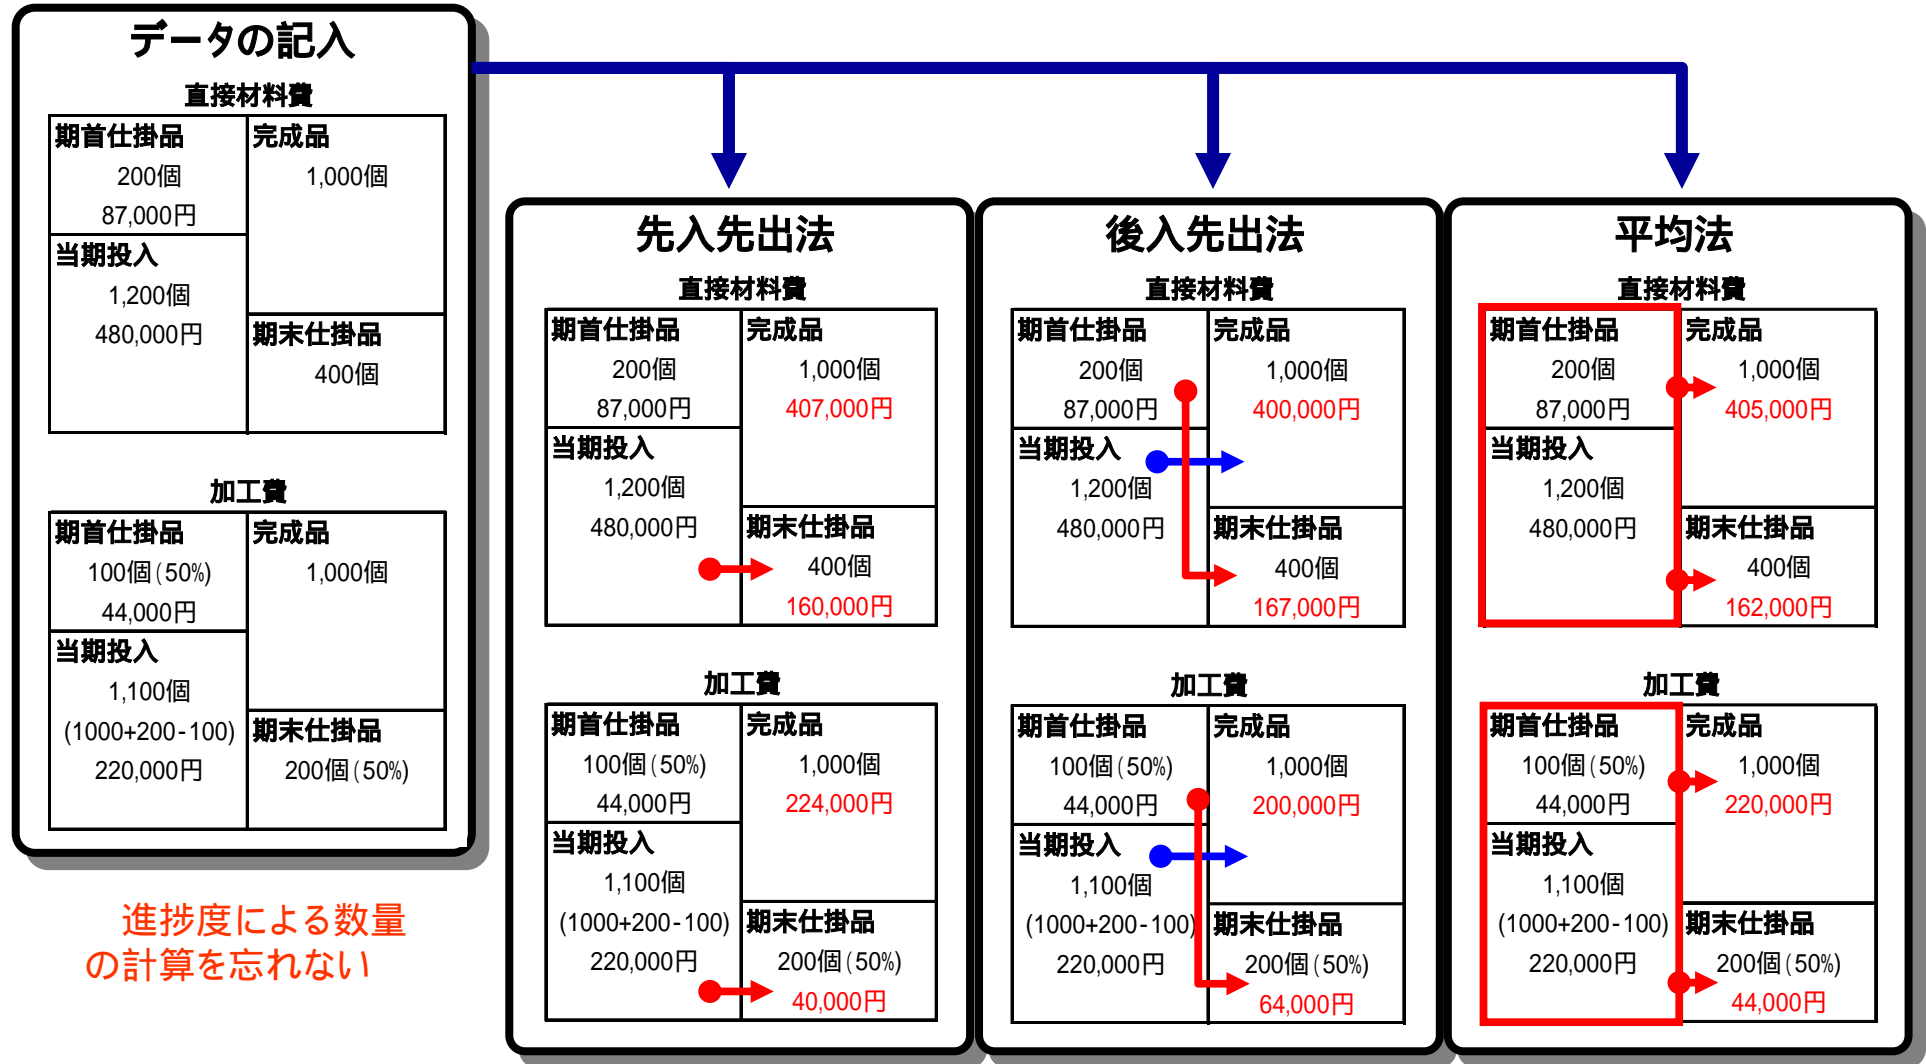 データの記入
直接材料費
期首仕掛品
200個
87,000円
当期投入
1,200個
480,000円
完成品
1,000個
期末仕掛品
400個
加工費
期首仕掛品
100個(50%)
44,000円
当期投入
1,100個
(1000+200-100)
220,000円
完成品
1,000個
期末仕掛品
200個(50%)
進捗度による数量
の計算を忘れない
先入先出法
直接材料費
期首仕掛品
200個
87,000円
当期投入
1,200個
480,000円
完成品
1,000個
407,000円
期末仕掛品
400個
160,000円
加工費
期首仕掛品
100個(50%)
44,000円
当期投入
1,100個
(1000+200-100)
220,000円
完成品
1,000個
224,000円
期末仕掛品
200個(50%)
40,000円
後入先出法
直接材料費
期首仕掛品
200個
87,000円
当期投入
1,200個
480,000円
完成品
1,000個
400,000円
期末仕掛品
400個
167,000円
加工費
期首仕掛品
100個(50%)
44,000円
当期投入
1,100個
(1000+200-100)
220,000円
完成品
1,000個
200,000円
期末仕掛品
200個(50%)
64,000円
平均法
直接材料費
期首仕掛品
200個
87,000円
当期投入
1,200個
480,000円
完成品
1,000個
405,000円
期末仕掛品
400個
162,000円
加工費
期首仕掛品
100個(50%)
44,000円
当期投入
1,100個
(1000+200-100)
220,000円
完成品
1,000個
220,000円
期末仕掛品
200個(50%)
44,000円